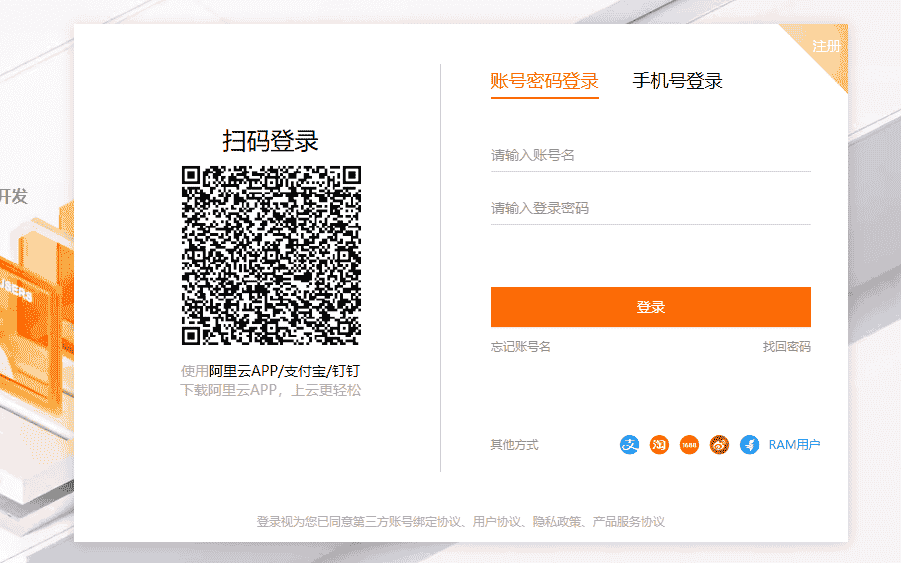 注册
账号密码登录 手机号登录
扫码登录
请输入账号名
开发
请输入登录密码
USERS
登录
忘记账号名 找回密码
使用阿里云APP/支付宝/钉钉
下载阿里云APP，上云更轻松
其他方式 支 淘 1688 RAM用户
登录视为您已同意第三方账号绑定协议、用户协议、隐私政策、产品服务协议